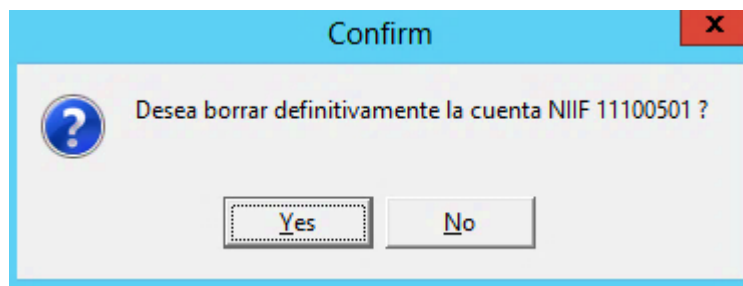 Confirm
x
Desea borrar definitivamente la cuenta NIIF 11100501 ?
Yes
No